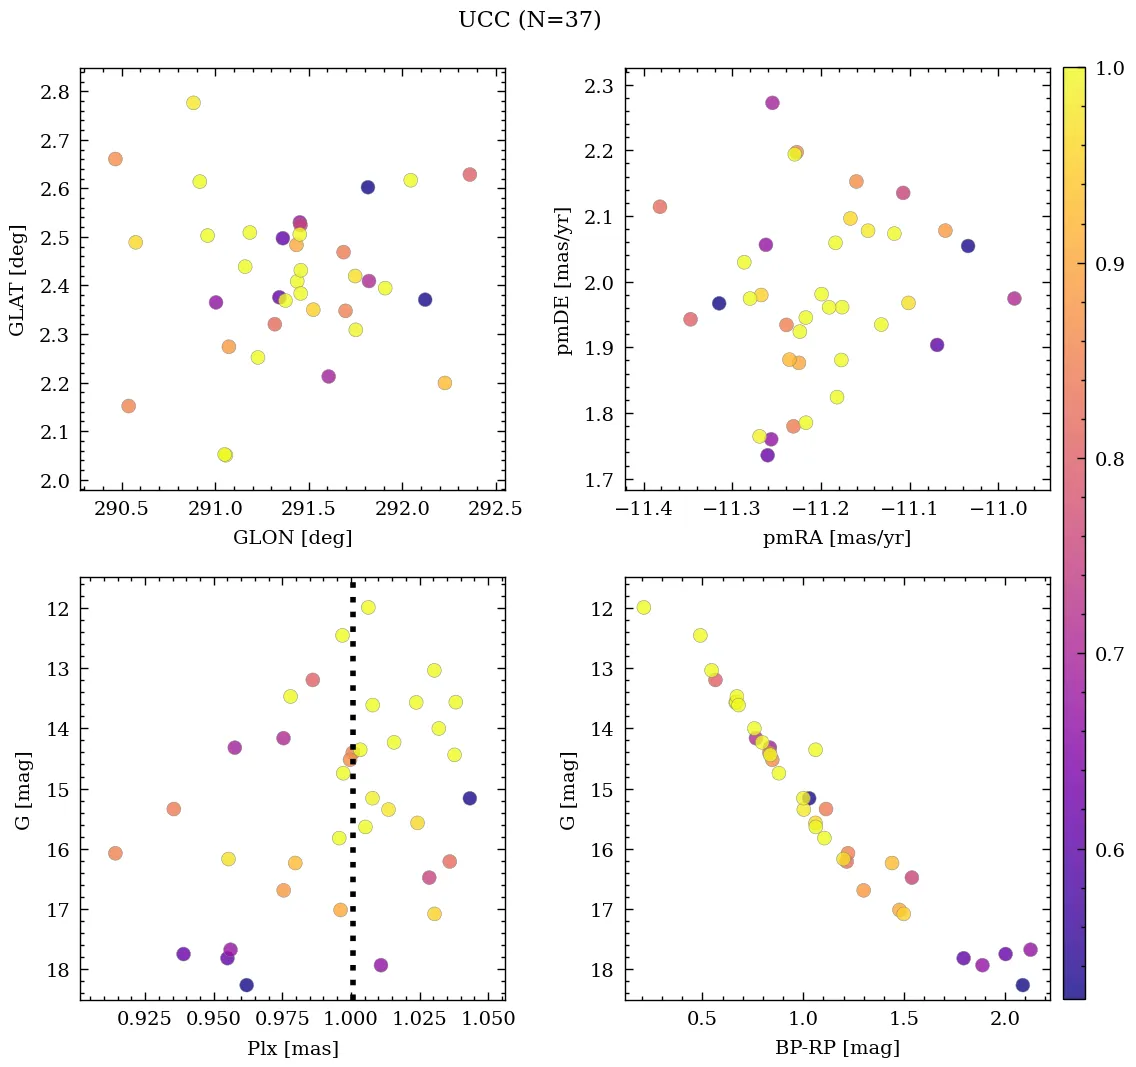 UCC (N=37)
2.8
2.7
2.6
2.5
2.4
2.3
2.2
2.1
2.0
GLAT [deg]
290.5 291.0 291.5 292.0 292.5
GLON [deg]
2.3
2.2
2.1
2.0
1.9
1.8
1.7
pmDE [mas/yr]
−11.4 −11.3 −11.2 −11.1 −11.0
pmRA [mas/yr]
12
13
14
15
16
17
18
G [mag]
0.925 0.950 0.975 1.000 1.025 1.050
Plx [mas]
12
13
14
15
16
17
18
G [mag]
0.5 1.0 1.5 2.0
BP-RP [mag]
1.0
0.9
0.8
0.7
0.6